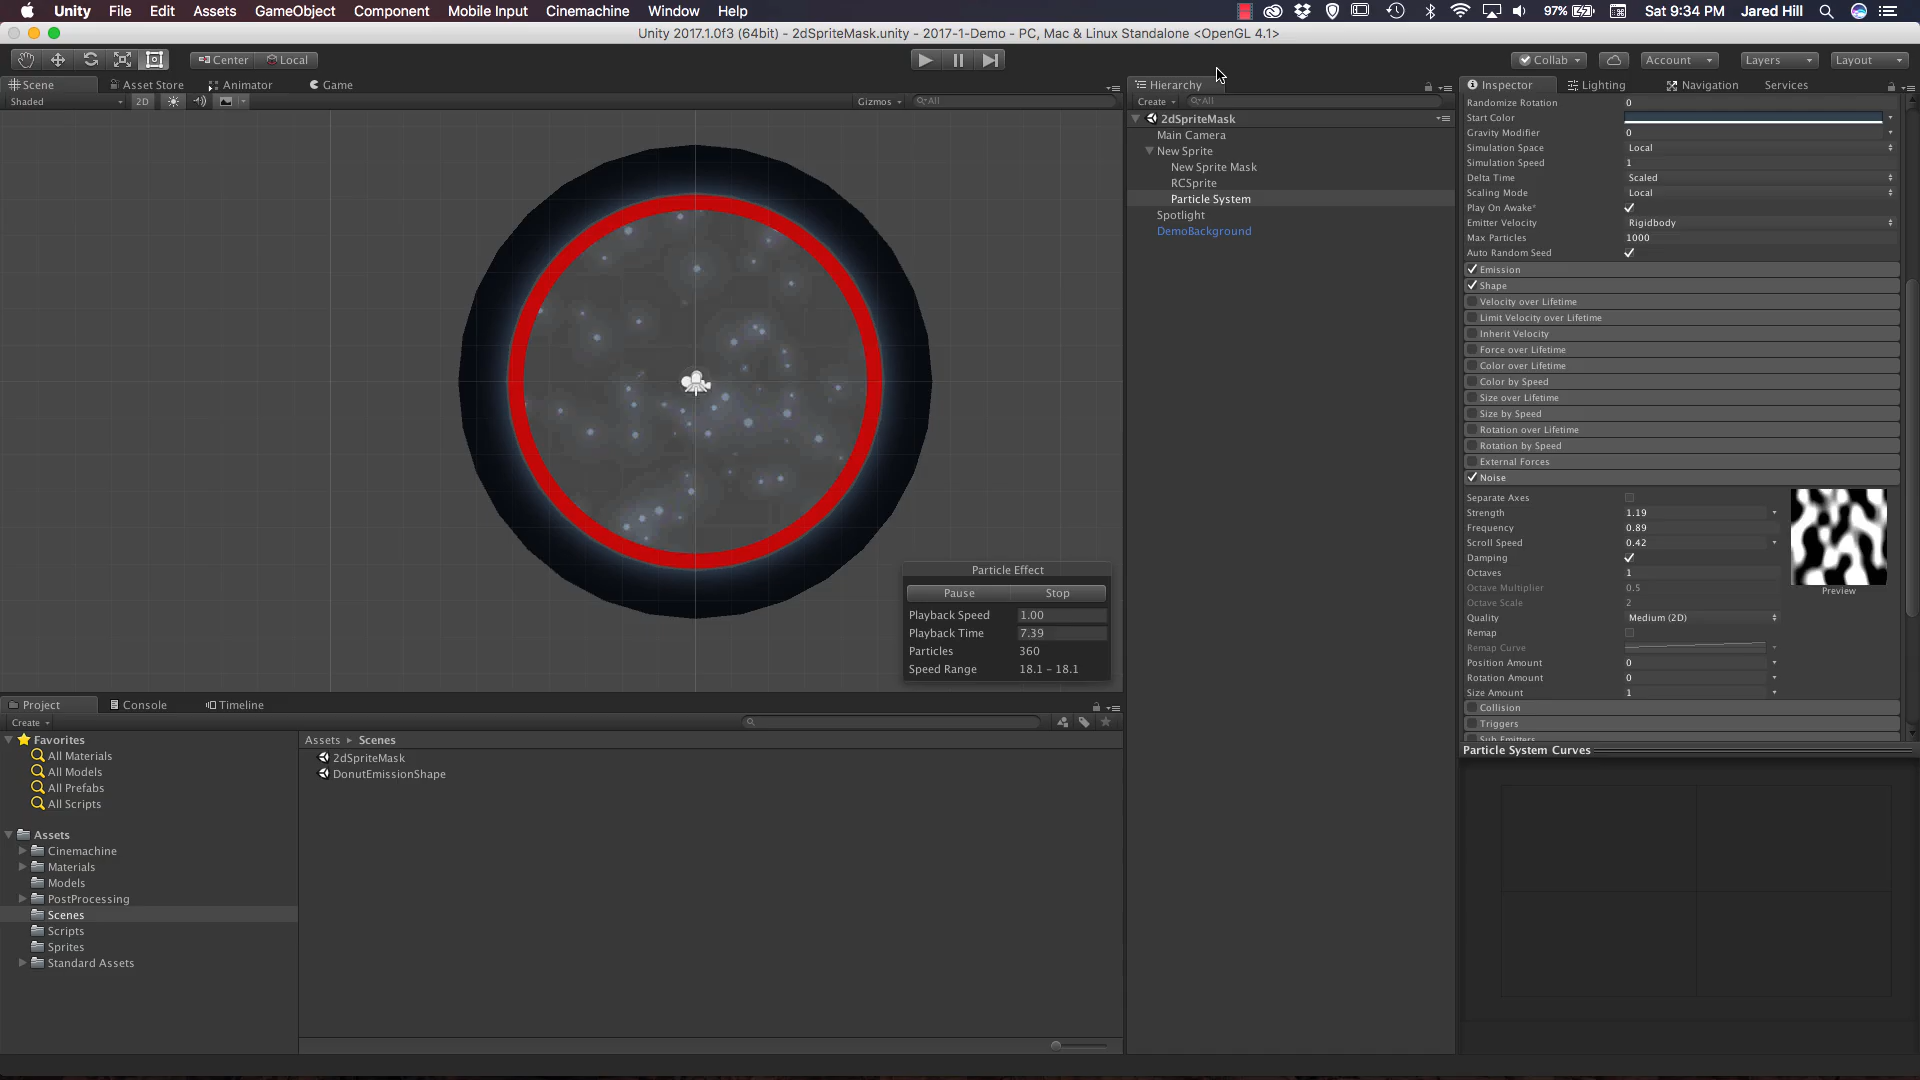 Unity File Edit Assets GameObject Component Mobile Input Cinemachine Window Help 97% Sat 9:34 PM Jared Hill
Unity 2017.1.0f3 (64bit) - 2dSpriteMask.unity - 2017-1-Demo - PC, Mac & Linux Standalone <OpenGL 4.1>
Center Local Collab Account Layers Layout
Scene Asset Store Animator Game
Shaded 2D Gizmos All
Hierarchy
Create All
2dSpriteMask
Main Camera
New Sprite
New Sprite Mask
RCSprite
Particle System
Spotlight
DemoBackground
Inspector Lighting Navigation Services
Randomize Rotation 0
Start Color
Gravity Modifier 0
Simulation Space Local
Simulation Speed 1
Delta Time Scaled
Scaling Mode Local
Play On Awake*
Emitter Velocity Rigidbody
Max Particles 1000
Auto Random Seed
Emission
Shape
Velocity over Lifetime
Limit Velocity over Lifetime
Inherit Velocity
Force over Lifetime
Color over Lifetime
Color by Speed
Size over Lifetime
Size by Speed
Rotation over Lifetime
Rotation by Speed
External Forces
Noise
Separate Axes
Strength 1.19
Frequency 0.89
Scroll Speed 0.42
Damping
Octaves 1
Octave Multiplier 0.5
Octave Scale 2
Quality Medium (2D)
Remap
Remap Curve
Position Amount 0
Rotation Amount 0
Size Amount 1
Preview
Collision
Triggers
Sub Emitters
Particle System Curves
Particle Effect
Pause Stop
Playback Speed 1.00
Playback Time 7.39
Particles 360
Speed Range 18.1 - 18.1
Project Console Timeline
Create
Favorites
All Materials
All Models
All Prefabs
All Scripts
Assets
Cinemachine
Materials
Models
PostProcessing
Scenes
Scripts
Sprites
Standard Assets
Assets Scenes
2dSpriteMask
DonutEmissionShape